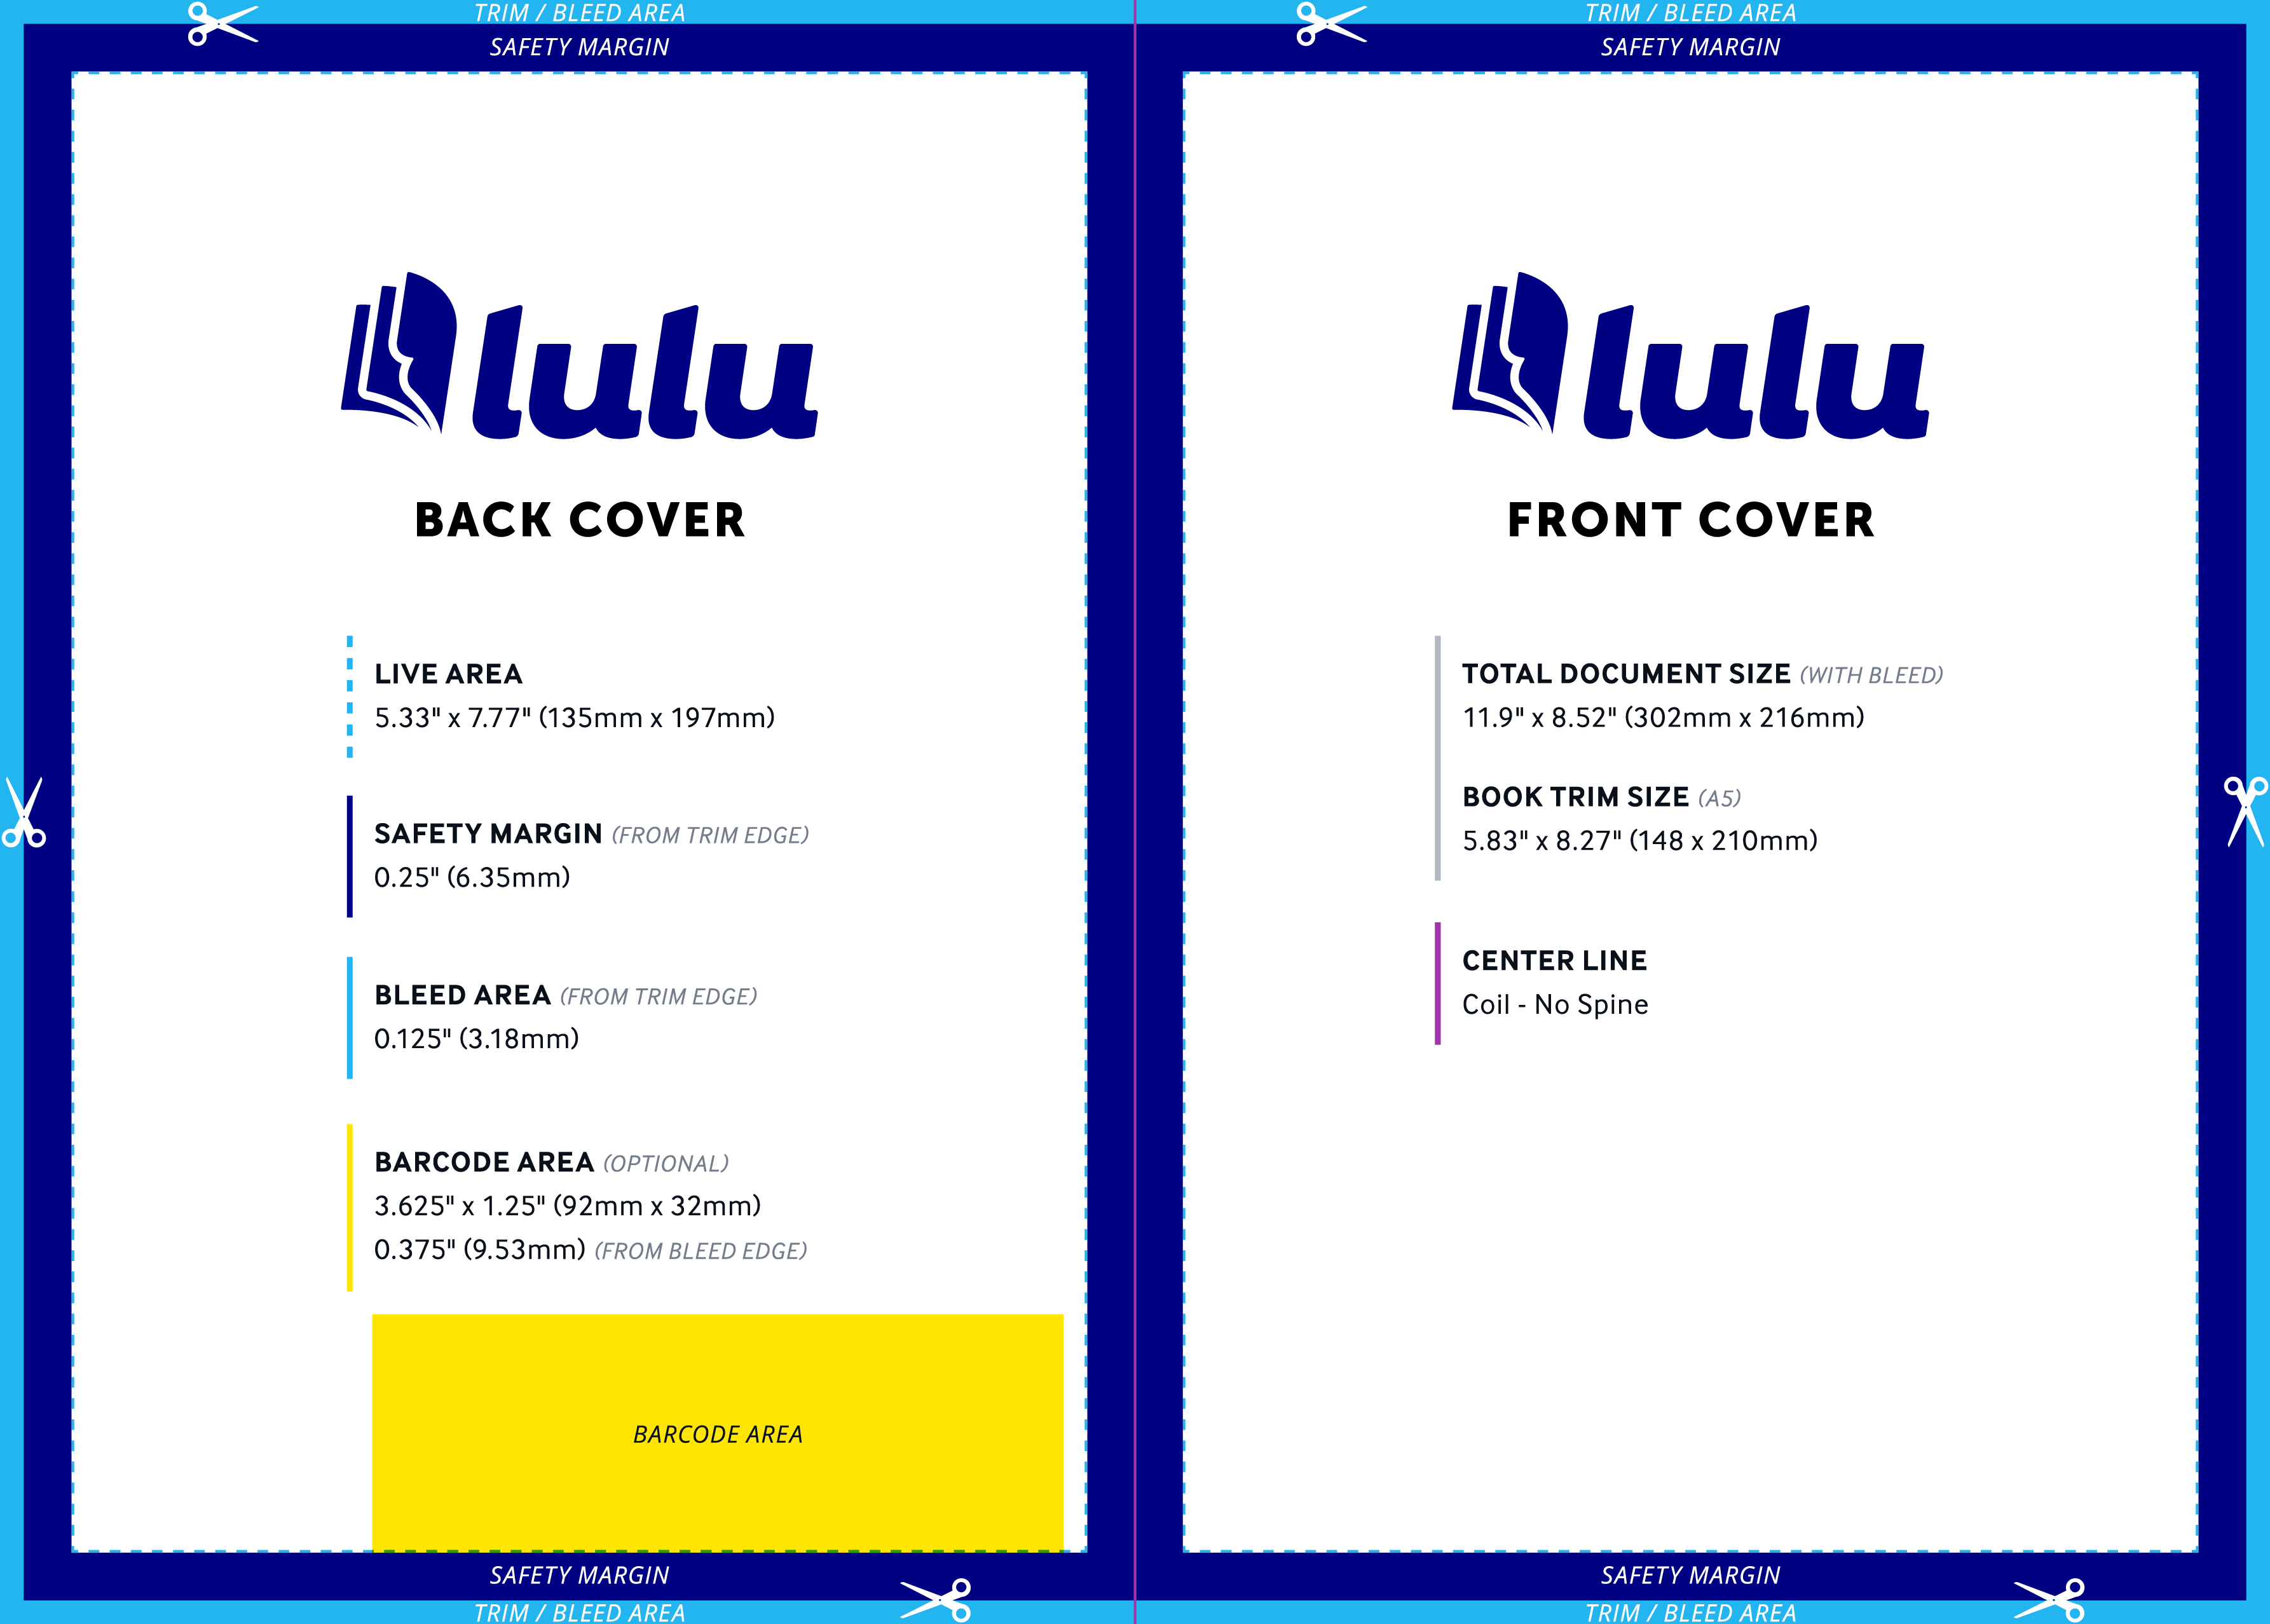 TRIM / BLEED AREA
SAFETY MARGIN
lulu
BACK COVER
LIVE AREA
5.33" x 7.77" (135mm x 197mm)
SAFETY MARGIN (FROM TRIM EDGE)
0.25" (6.35mm)
BLEED AREA (FROM TRIM EDGE)
0.125" (3.18mm)
BARCODE AREA (OPTIONAL)
3.625" x 1.25" (92mm x 32mm)
0.375" (9.53mm) (FROM BLEED EDGE)
BARCODE AREA
SAFETY MARGIN
TRIM / BLEED AREA
TRIM / BLEED AREA
SAFETY MARGIN
lulu
FRONT COVER
TOTAL DOCUMENT SIZE (WITH BLEED)
11.9" x 8.52" (302mm x 216mm)
BOOK TRIM SIZE (A5)
5.83" x 8.27" (148 x 210mm)
CENTER LINE
Coil - No Spine
SAFETY MARGIN
TRIM / BLEED AREA